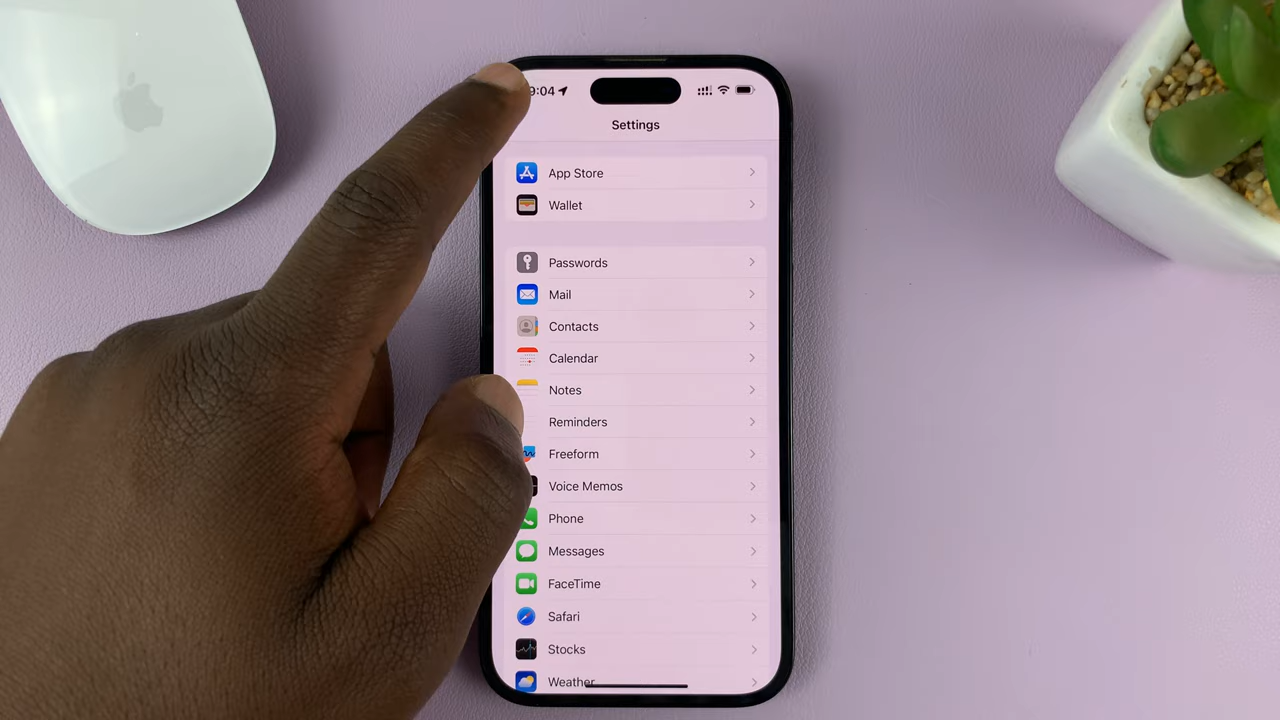 9:04
Settings
App Store
Wallet
Passwords
Mail
Contacts
Calendar
Notes
Reminders
Freeform
Voice Memos
Phone
Messages
FaceTime
Safari
Stocks
Weather